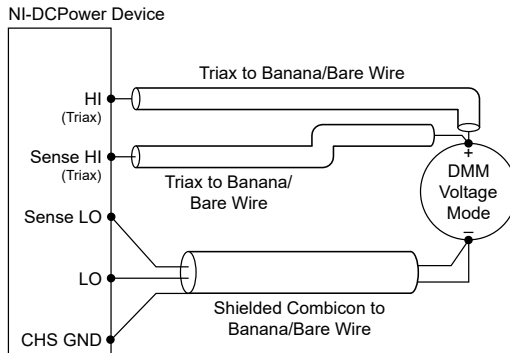 NI-DCPower Device
HI
(Triax)
Triax to Banana/Bare Wire
Sense HI
(Triax)
Triax to Banana/
Bare Wire
+
DMM
Voltage
Mode
–
Sense LO
LO
Shielded Combicon to
Banana/Bare Wire
CHS GND